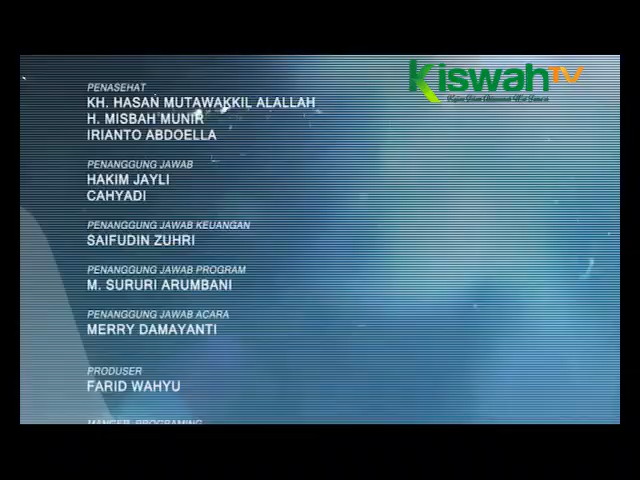 KiswahTV
PENASEHAT
KH. HASAN MUTAWAKKIL ALALLAH
H. MISBAH MUNIR
IRIANTO ABDOELLA
PENANGGUNG JAWAB
HAKIM JAYLI
CAHYADI
PENANGGUNG JAWAB KEUANGAN
SAIFUDIN ZUHRI
PENANGGUNG JAWAB PROGRAM
M. SURURI ARUMBANI
PENANGGUNG JAWAB ACARA
MERRY DAMAYANTI
PRODUSER
FARID WAHYU